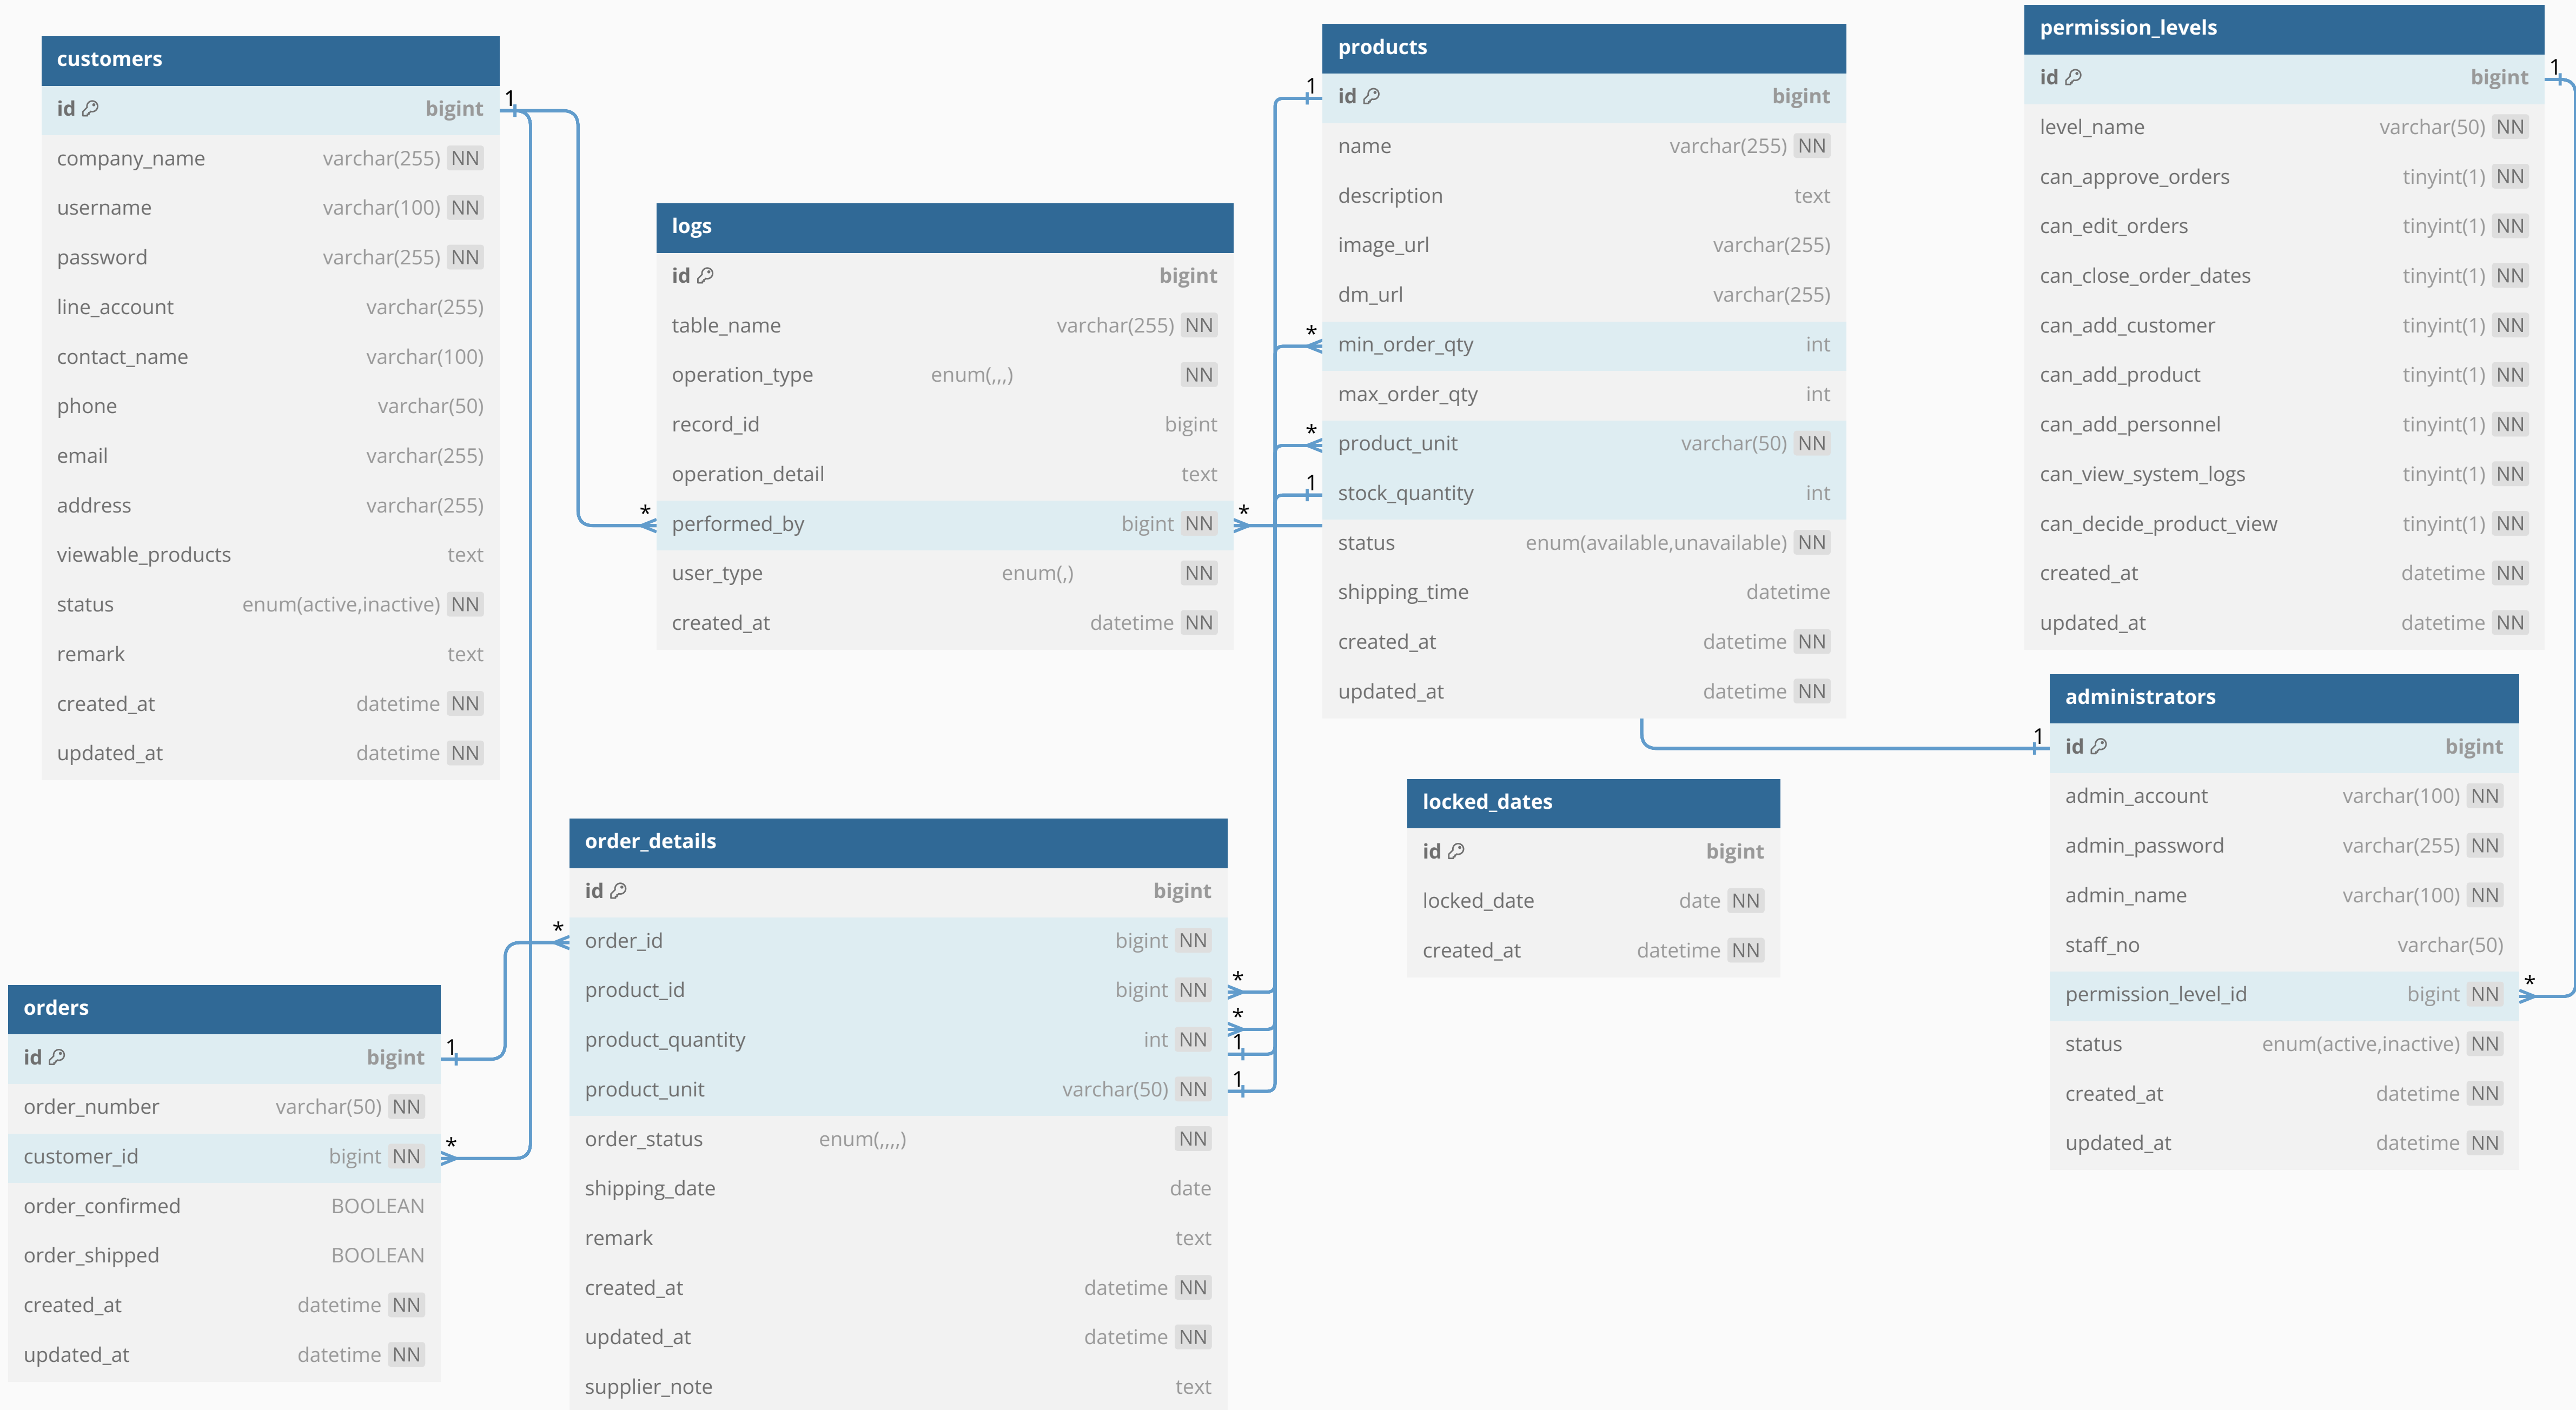 customers
id bigint
company_name varchar(255) NN
username varchar(100) NN
password varchar(255) NN
line_account varchar(255)
contact_name varchar(100)
phone varchar(50)
email varchar(255)
address varchar(255)
viewable_products text
status enum(active,inactive) NN
remark text
created_at datetime NN
updated_at datetime NN
1
logs
id bigint
table_name varchar(255) NN
operation_type enum(,,,) NN
record_id bigint
operation_detail text
* performed_by bigint NN *
user_type enum(,) NN
created_at datetime NN
products
1 id bigint
name varchar(255) NN
description text
image_url varchar(255)
dm_url varchar(255)
* min_order_qty int
max_order_qty int
* product_unit varchar(50) NN
1 stock_quantity int
status enum(available,unavailable) NN
shipping_time datetime
created_at datetime NN
updated_at datetime NN
permission_levels
id bigint 1
level_name varchar(50) NN
can_approve_orders tinyint(1) NN
can_edit_orders tinyint(1) NN
can_close_order_dates tinyint(1) NN
can_add_customer tinyint(1) NN
can_add_product tinyint(1) NN
can_add_personnel tinyint(1) NN
can_view_system_logs tinyint(1) NN
can_decide_product_view tinyint(1) NN
created_at datetime NN
updated_at datetime NN
administrators
1 id bigint
admin_account varchar(100) NN
admin_password varchar(255) NN
admin_name varchar(100) NN
staff_no varchar(50)
permission_level_id bigint NN *
status enum(active,inactive) NN
created_at datetime NN
updated_at datetime NN
locked_dates
id bigint
locked_date date NN
created_at datetime NN
order_details
id bigint
* order_id bigint NN
product_id bigint NN *
*
product_quantity int NN 1
product_unit varchar(50) NN 1
order_status enum(,,,,) NN
shipping_date date
remark text
created_at datetime NN
updated_at datetime NN
supplier_note text
orders
id bigint 1
order_number varchar(50) NN
customer_id bigint NN *
order_confirmed BOOLEAN
order_shipped BOOLEAN
created_at datetime NN
updated_at datetime NN